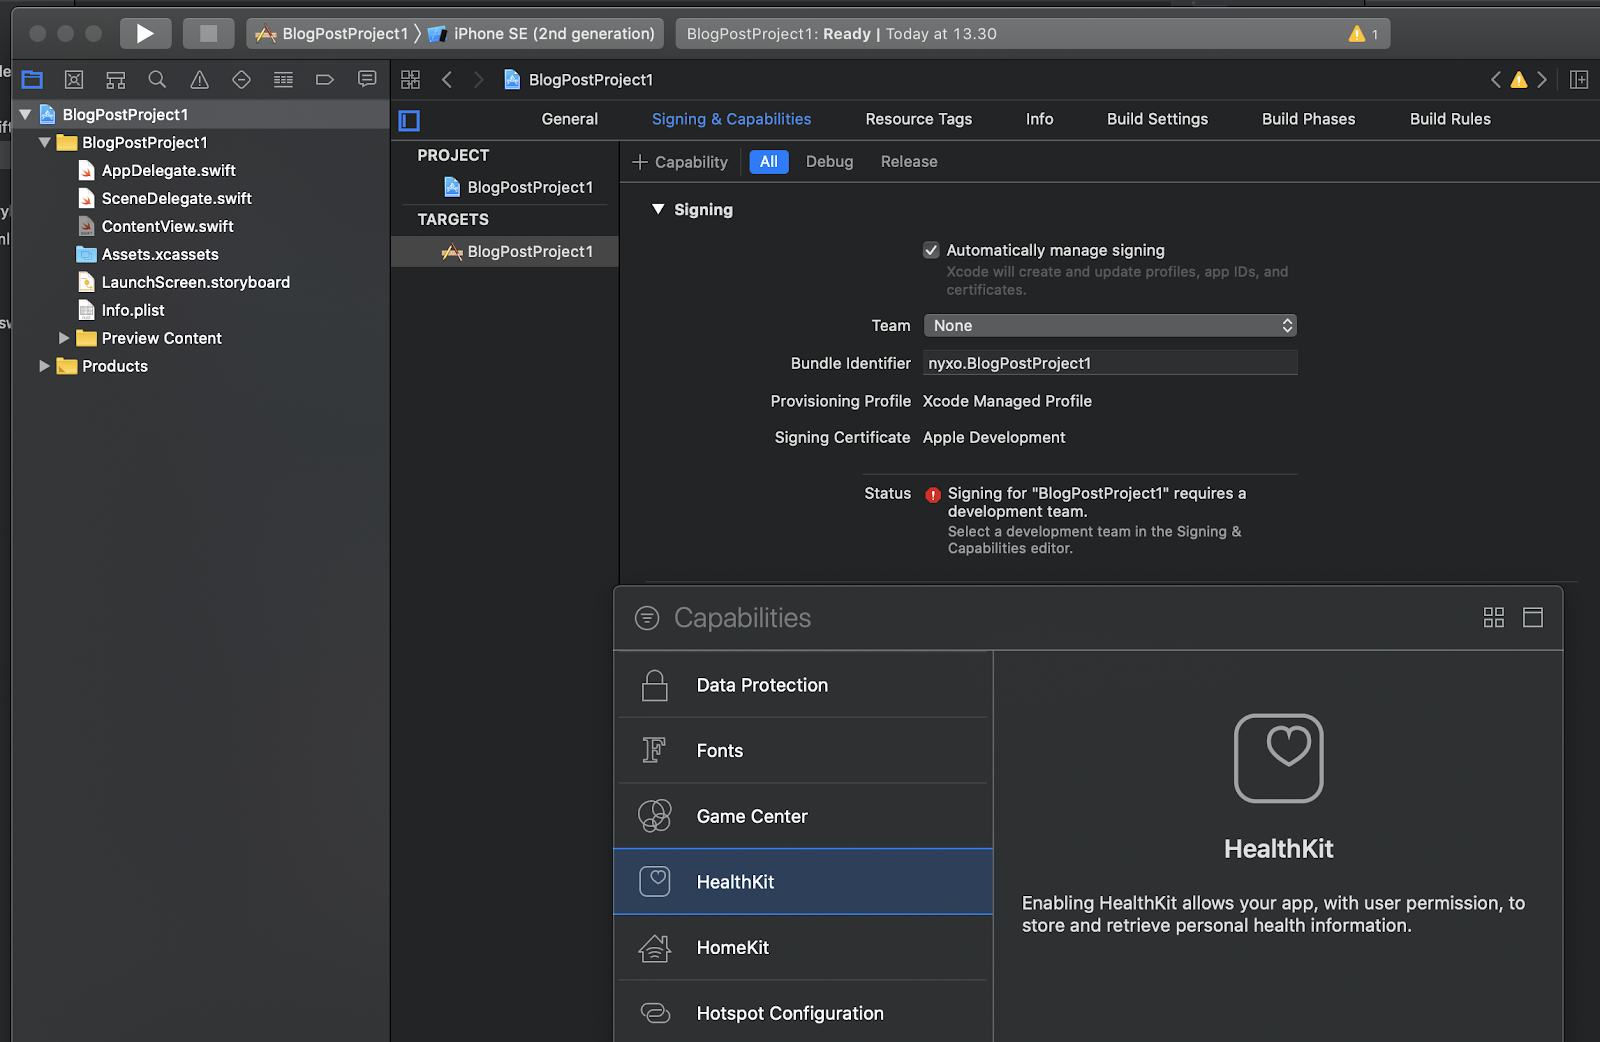 BlogPostProject1 iPhone SE (2nd generation)
BlogPostProject1: Ready | Today at 13.30
1
BlogPostProject1
BlogPostProject1
BlogPostProject1
AppDelegate.swift
SceneDelegate.swift
ContentView.swift
Assets.xcassets
LaunchScreen.storyboard
Info.plist
Preview Content
Products
General Signing & Capabilities Resource Tags Info Build Settings Build Phases Build Rules
PROJECT
BlogPostProject1
TARGETS
BlogPostProject1
+ Capability All Debug Release
Signing
Automatically manage signing
Xcode will create and update profiles, app IDs, and
certificates.
Team None
Bundle Identifier nyxo.BlogPostProject1
Provisioning Profile Xcode Managed Profile
Signing Certificate Apple Development
Status Signing for "BlogPostProject1" requires a
development team.
Select a development team in the Signing &
Capabilities editor.
Capabilities
Data Protection
Fonts
Game Center
HealthKit
HomeKit
Hotspot Configuration
HealthKit
Enabling HealthKit allows your app, with user permission, to
store and retrieve personal health information.